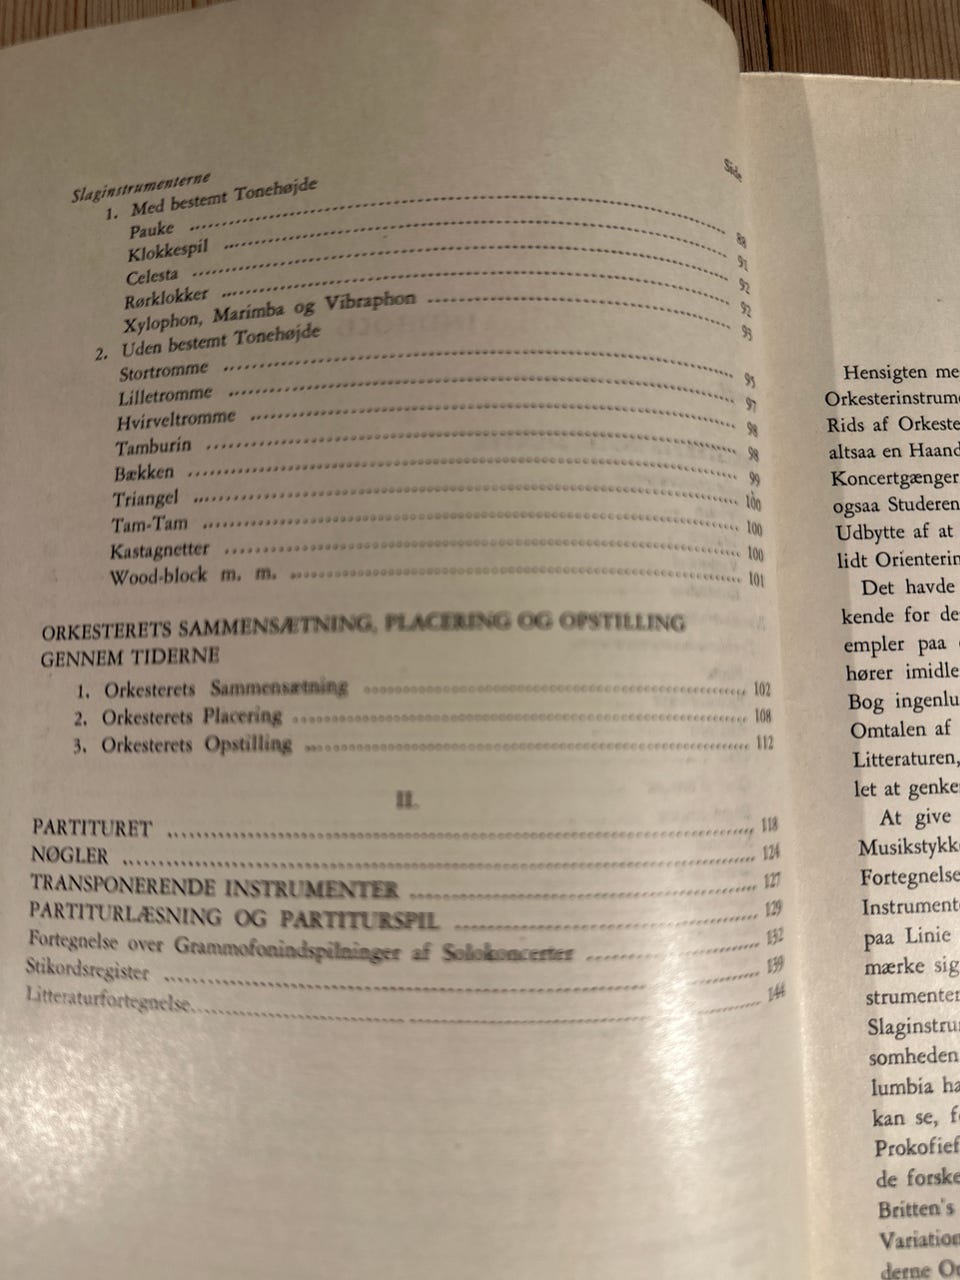 Side
Slaginstrumenterne
1. Med bestemt Tonehøjde
Pauke ........ 88
Klokkespil ........ 91
Celesta ........ 92
Rørklokker ........ 92
Xylophon, Marimba og Vibraphon ........ 93
2. Uden bestemt Tonehøjde
Stortromme ........ 95
Lilletromme ........ 97
Hvirveltromme ........ 98
Tamburin ........ 98
Bækken ........ 99
Triangel ........ 100
Tam-Tam ........ 100
Kastagnetter ........ 100
Wood-block m. m. ........ 101
ORKESTERETS SAMMENSÆTNING, PLACERING OG OPSTILLING
GENNEM TIDERNE
1. Orkesterets Sammensætning ........ 102
2. Orkesterets Placering ........ 108
3. Orkesterets Opstilling ........ 112
II.
PARTITURET ........ 118
NØGLER ........ 124
TRANSPONERENDE INSTRUMENTER ........ 127
PARTITURLÆSNING OG PARTITURSPIL ........ 129
Fortegnelse over Grammofonindspilninger af Solokoncerter ........ 132
Stikordsregister ........ 139
Litteraturfortegnelse ........ 144
Hensigten me
Orkesterinstrume
Rids af Orkeste
altsaa en Haand
Koncertgænger
ogsaa Studeren
Udbytte af at
lidt Orienterin
Det havde
kende for de
empler paa
hører imidle
Bog ingenlu
Omtalen af
Litteraturen,
let at genke
At give
Musikstykk
Fortegnelse
Instrument
paa Linie
mærke sig
strumenter
Slaginstru
somheden
lumbia ha
kan se, f
Prokofief
de forske
Britten's
Variation
derne Or